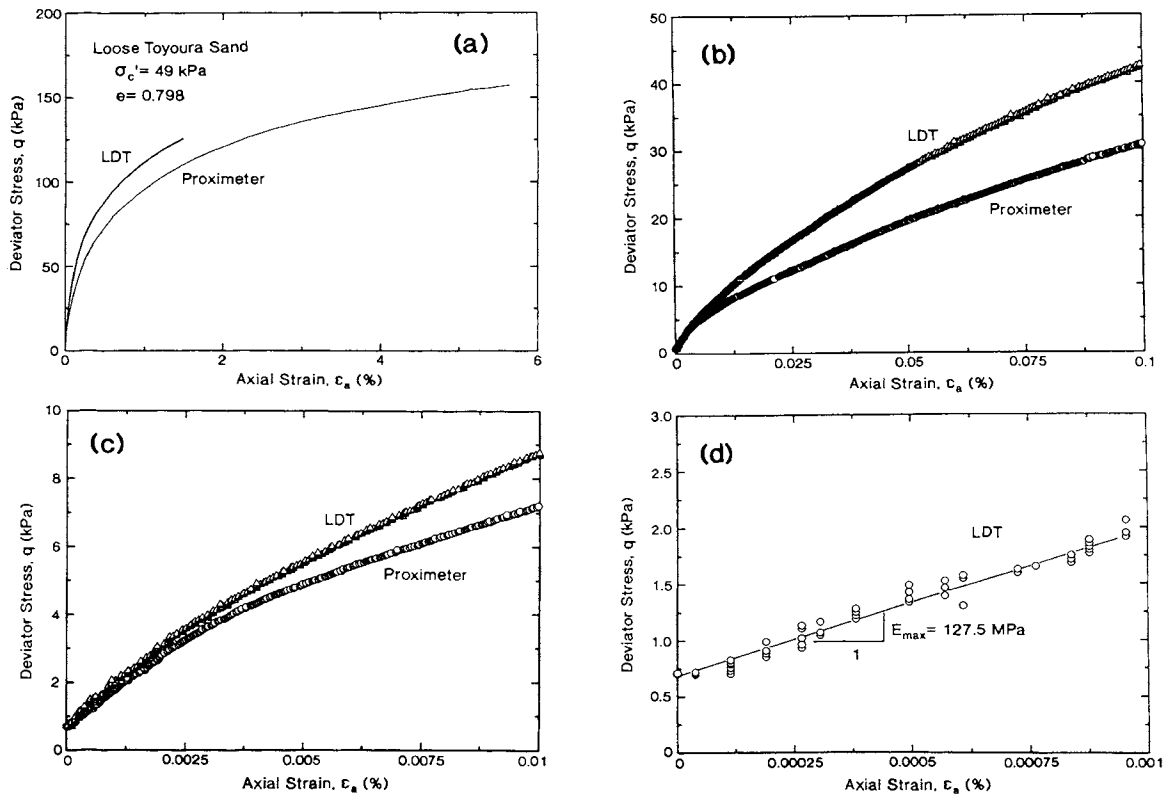 (a)
Loose Toyoura Sand
σc'= 49 kPa
e= 0.798
LDT
Proximeter
Deviator Stress, q (kPa)
200
150
100
50
0
0 2 4 6
Axial Strain, εa (%)
(b)
LDT
Proximeter
Deviator Stress, q (kPa)
50
40
30
20
10
0
0 0.025 0.05 0.075 0.1
Axial Strain, εa (%)
(c)
LDT
Proximeter
Deviator Stress, q (kPa)
10
8
6
4
2
0
0 0.0025 0.005 0.0075 0.01
Axial Strain, εa (%)
(d)
LDT
Emax= 127.5 MPa
1
Deviator Stress, q (kPa)
3.0
2.5
2.0
1.5
1.0
0.5
0
0 0.00025 0.0005 0.00075 0.001
Axial Strain, εa (%)